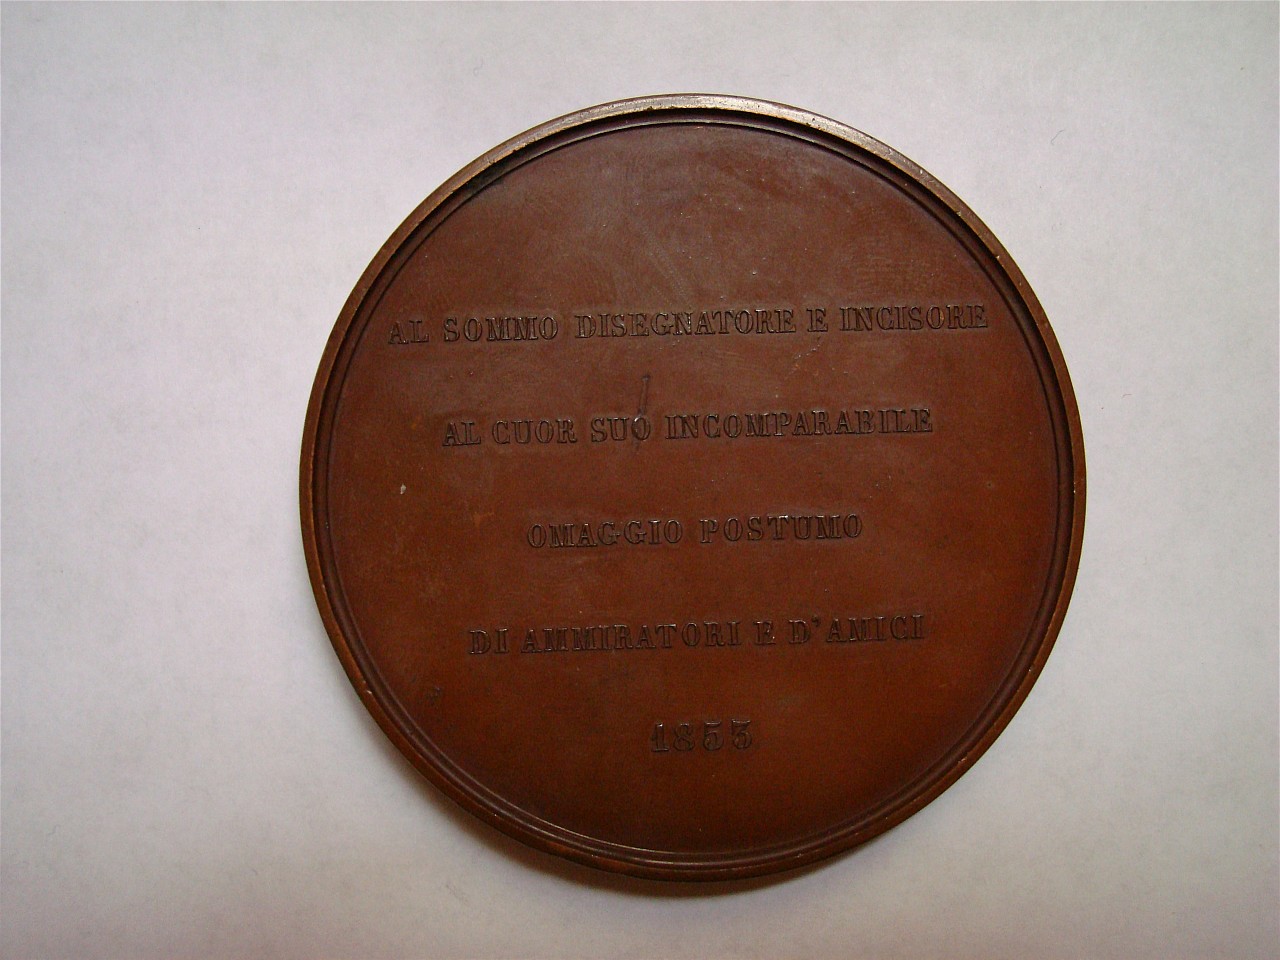 AL SOMMO DISEGNATORE E INCISORE
AL CUOR SUO INCOMPARABILE
OMAGGIO POSTUMO
DI AMMIRATORI E D'AMICI
1853